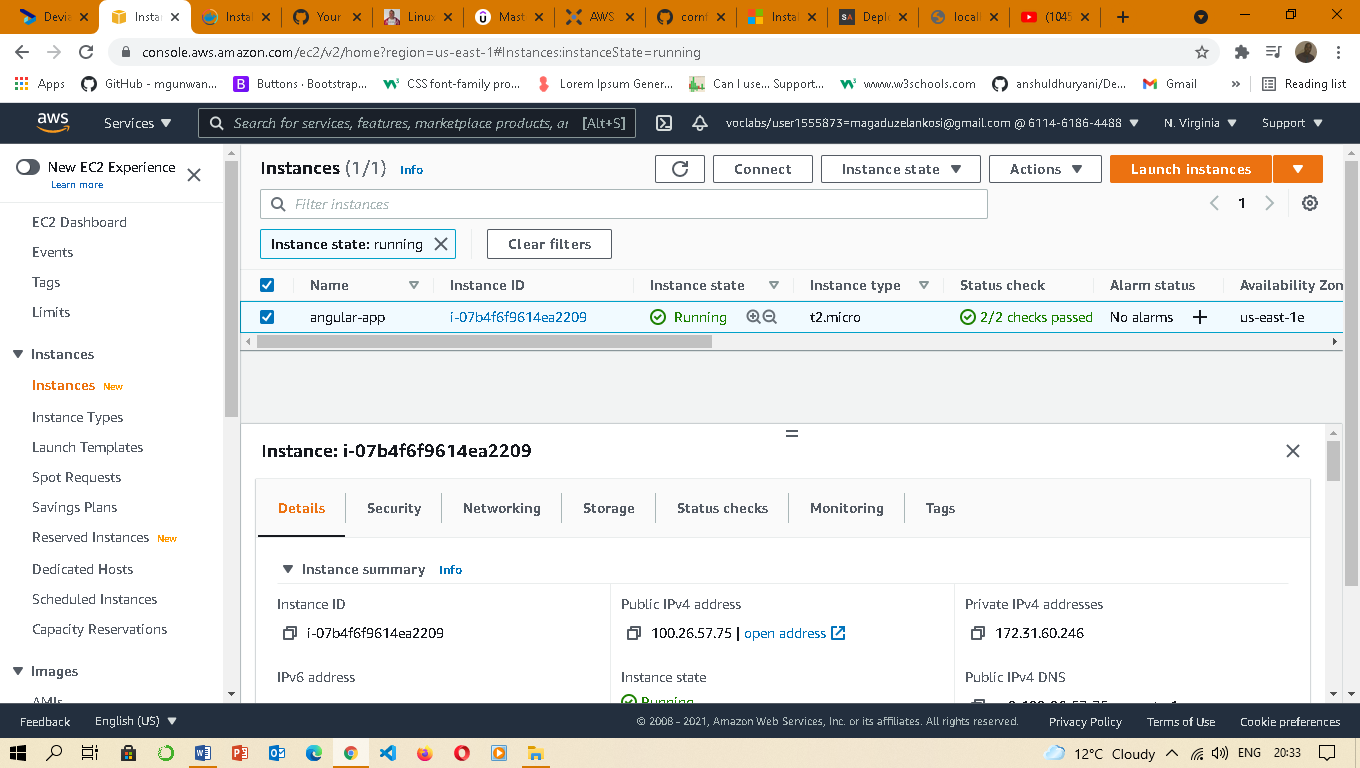 Devia
Instan
Instal
Your
Linux
Mast
AWS
cornf
Instal
Deplo
locall
(1045
console.aws.amazon.com/ec2/v2/home?region=us-east-1#Instances:instanceState=running
Apps
GitHub - mgunwan...
Buttons · Bootstrap...
CSS font-family pro...
Lorem Ipsum Gener...
Can I use... Support...
www.w3schools.com
anshuldhuryani/De...
Gmail
»
Reading list
aws
Services
Search for services, features, marketplace products, ar
[Alt+S]
voclabs/user1555873=magaduzelankosi@gmail.com @ 6114-6186-4488
N. Virginia
Support
New EC2 Experience
Learn more
EC2 Dashboard
Events
Tags
Limits
Instances
Instances New
Instance Types
Launch Templates
Spot Requests
Savings Plans
Reserved Instances New
Dedicated Hosts
Scheduled Instances
Capacity Reservations
Images
AMIs
Instances (1/1) Info
Connect
Instance state
Actions
Launch instances
Filter instances
1
Instance state: running
Clear filters
Name
Instance ID
Instance state
Instance type
Status check
Alarm status
Availability Zon
angular-app
i-07b4f6f9614ea2209
Running
t2.micro
2/2 checks passed
No alarms
us-east-1e
Instance: i-07b4f6f9614ea2209
Details
Security
Networking
Storage
Status checks
Monitoring
Tags
Instance summary Info
Instance ID
Public IPv4 address
Private IPv4 addresses
i-07b4f6f9614ea2209
100.26.57.75 | open address
172.31.60.246
IPv6 address
Instance state
Public IPv4 DNS
Running
Feedback
English (US)
© 2008 - 2021, Amazon Web Services, Inc. or its affiliates. All rights reserved.
Privacy Policy
Terms of Use
Cookie preferences
12°C Cloudy
ENG
20:33